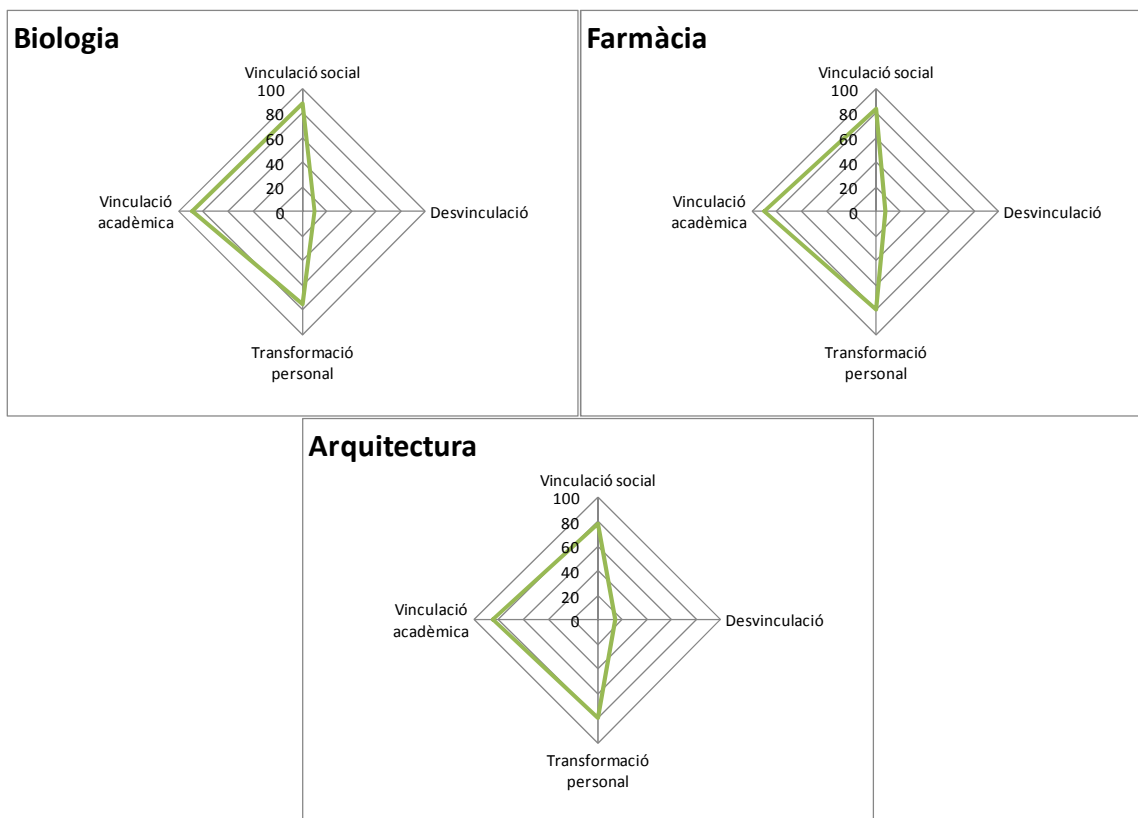 Biologia
Vinculació social
100
80
60
40
20
0
Vinculació
acadèmica
Desvinculació
Transformació
personal
Farmàcia
Vinculació social
100
80
60
40
20
0
Vinculació
acadèmica
Desvinculació
Transformació
personal
Arquitectura
Vinculació social
100
80
60
40
20
0
Vinculació
acadèmica
Desvinculació
Transformació
personal